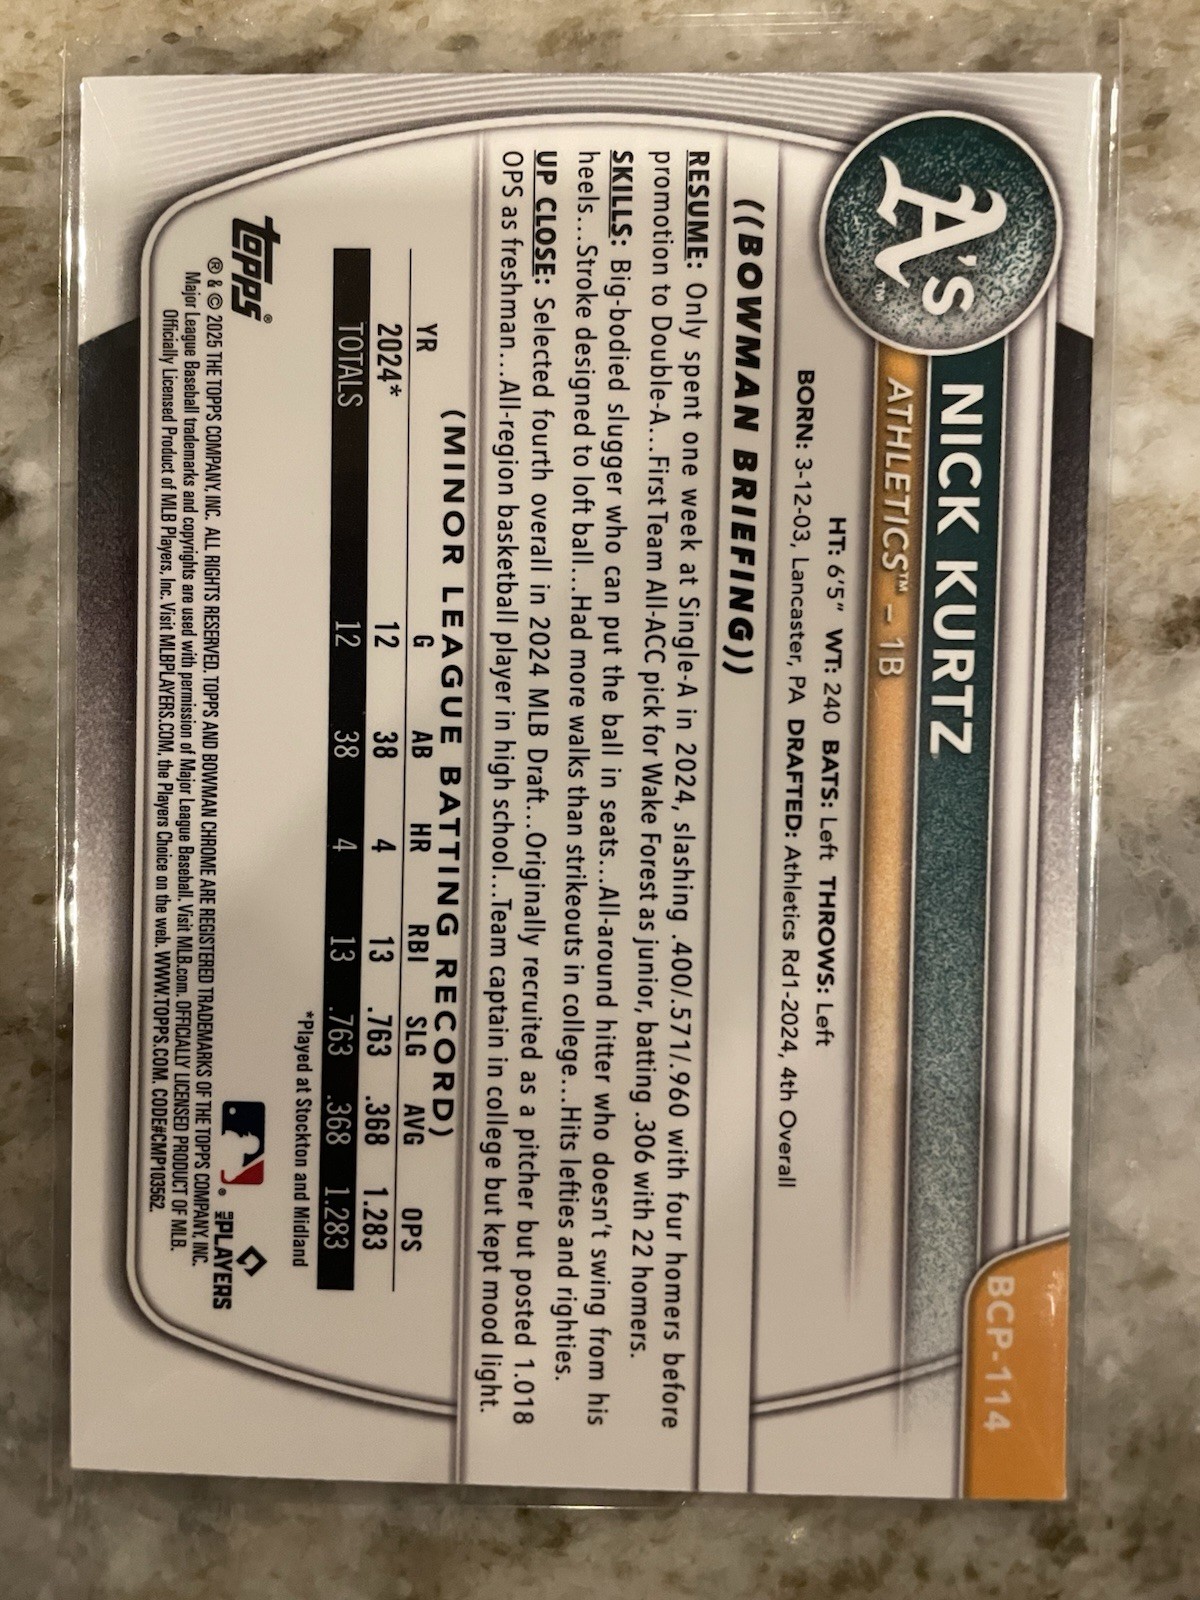 BCP-114
A's™
NICK KURTZ
ATHLETICS™ – 1B
HT: 6'5" WT: 240 BATS: Left THROWS: Left
BORN: 3-12-03, Lancaster, PA DRAFTED: Athletics Rd1-2024, 4th Overall
((BOWMAN BRIEFING))
RESUME: Only spent one week at Single-A in 2024, slashing .400/.571/.960 with four homers before
promotion to Double-A...First Team All-ACC pick for Wake Forest as junior, batting .306 with 22 homers.
SKILLS: Big-bodied slugger who can put the ball in seats...All-around hitter who doesn't swing from his
heels...Stroke designed to loft ball...Had more walks than strikeouts in college...Hits lefties and righties.
UP CLOSE: Selected fourth overall in 2024 MLB Draft...Originally recruited as a pitcher but posted 1.018
OPS as freshman...All-region basketball player in high school...Team captain in college but kept mood light.
(MINOR LEAGUE BATTING RECORD)
YR G AB HR RBI SLG AVG OPS
2024* 12 38 4 13 .763 .368 1.283
TOTALS 12 38 4 13 .763 .368 1.283
*Played at Stockton and Midland
topps®
® & © 2025 THE TOPPS COMPANY, INC. ALL RIGHTS RESERVED. TOPPS AND BOWMAN CHROME ARE REGISTERED TRADEMARKS OF THE TOPPS COMPANY, INC.
Major League Baseball trademarks and copyrights are used with permission of Major League Baseball. Visit MLB.com. OFFICIALLY LICENSED PRODUCT OF MLB.
Officially Licensed Product of MLB Players, Inc. Visit MLBPLAYERS.COM, the Players Choice on the web. WWW.TOPPS.COM. CODE#CMP103562.
®
MLB PLAYERS